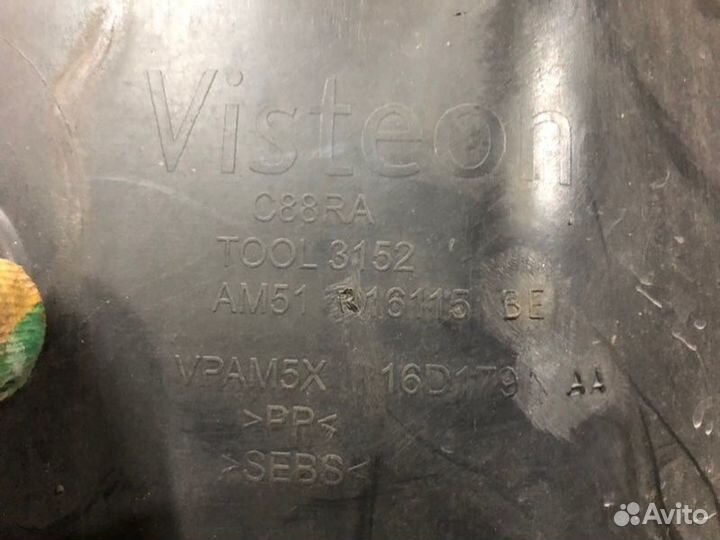 Visteon
C88RA
TOOL 3152
AM51 R16115 BE
VPAM5X 16D179 AA
>PP<
>SEBS<
Avito